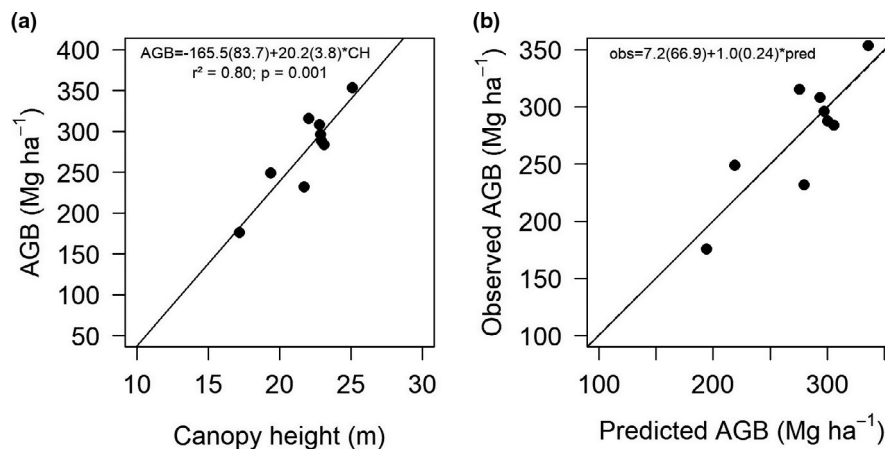 (a)
AGB=-165.5(83.7)+20.2(3.8)*CH
r² = 0.80; p = 0.001
AGB (Mg ha⁻¹)
400
350
300
250
200
150
100
50
10 15 20 25 30
Canopy height (m)
(b)
obs=7.2(66.9)+1.0(0.24)*pred
Observed AGB (Mg ha⁻¹)
350
300
250
200
150
100
100 200 300
Predicted AGB (Mg ha⁻¹)